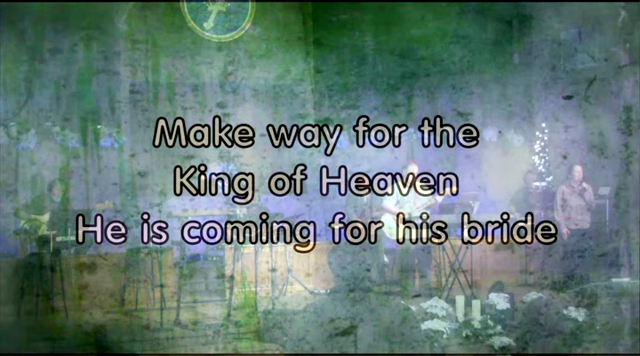 Make way for the
King of Heaven
He is coming for his bride